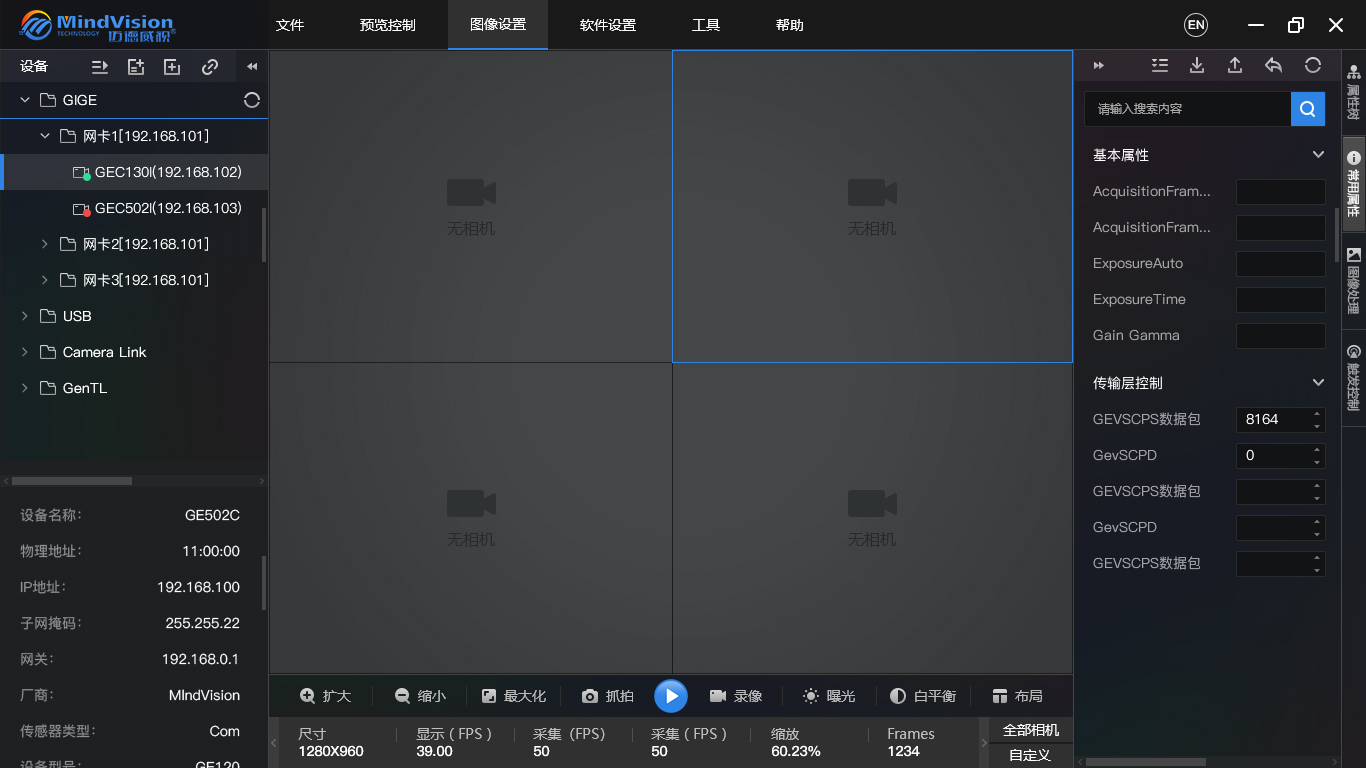 MindVision
TECHNOLOGY 迈德威视®
文件 预览控制 图像设置 软件设置 工具 帮助 EN
设备
GIGE
网卡1[192.168.101]
GEC130I(192.168.102)
GEC502I(192.168.103)
网卡2[192.168.101]
网卡3[192.168.101]
USB
Camera Link
GenTL
设备名称: GE502C
物理地址: 11:00:00
IP地址: 192.168.100
子网掩码: 255.255.22
网关: 192.168.0.1
厂商: MIndVision
传感器类型: Com
设备型号: GE120
无相机
无相机
无相机
无相机
扩大 缩小 最大化 抓拍 录像 曝光 白平衡 布局
尺寸 显示 ( FPS ) 采集 (FPS) 采集 ( FPS ) 缩放 Frames
1280X960 39.00 50 50 60.23% 1234
全部相机
自定义
请输入搜索内容
基本属性
AcquisitionFram...
AcquisitionFram...
ExposureAuto
ExposureTime
Gain Gamma
传输层控制
GEVSCPS数据包 8164
GevSCPD 0
GEVSCPS数据包
GevSCPD
GEVSCPS数据包
属性树
常用属性
图像处理
触发控制